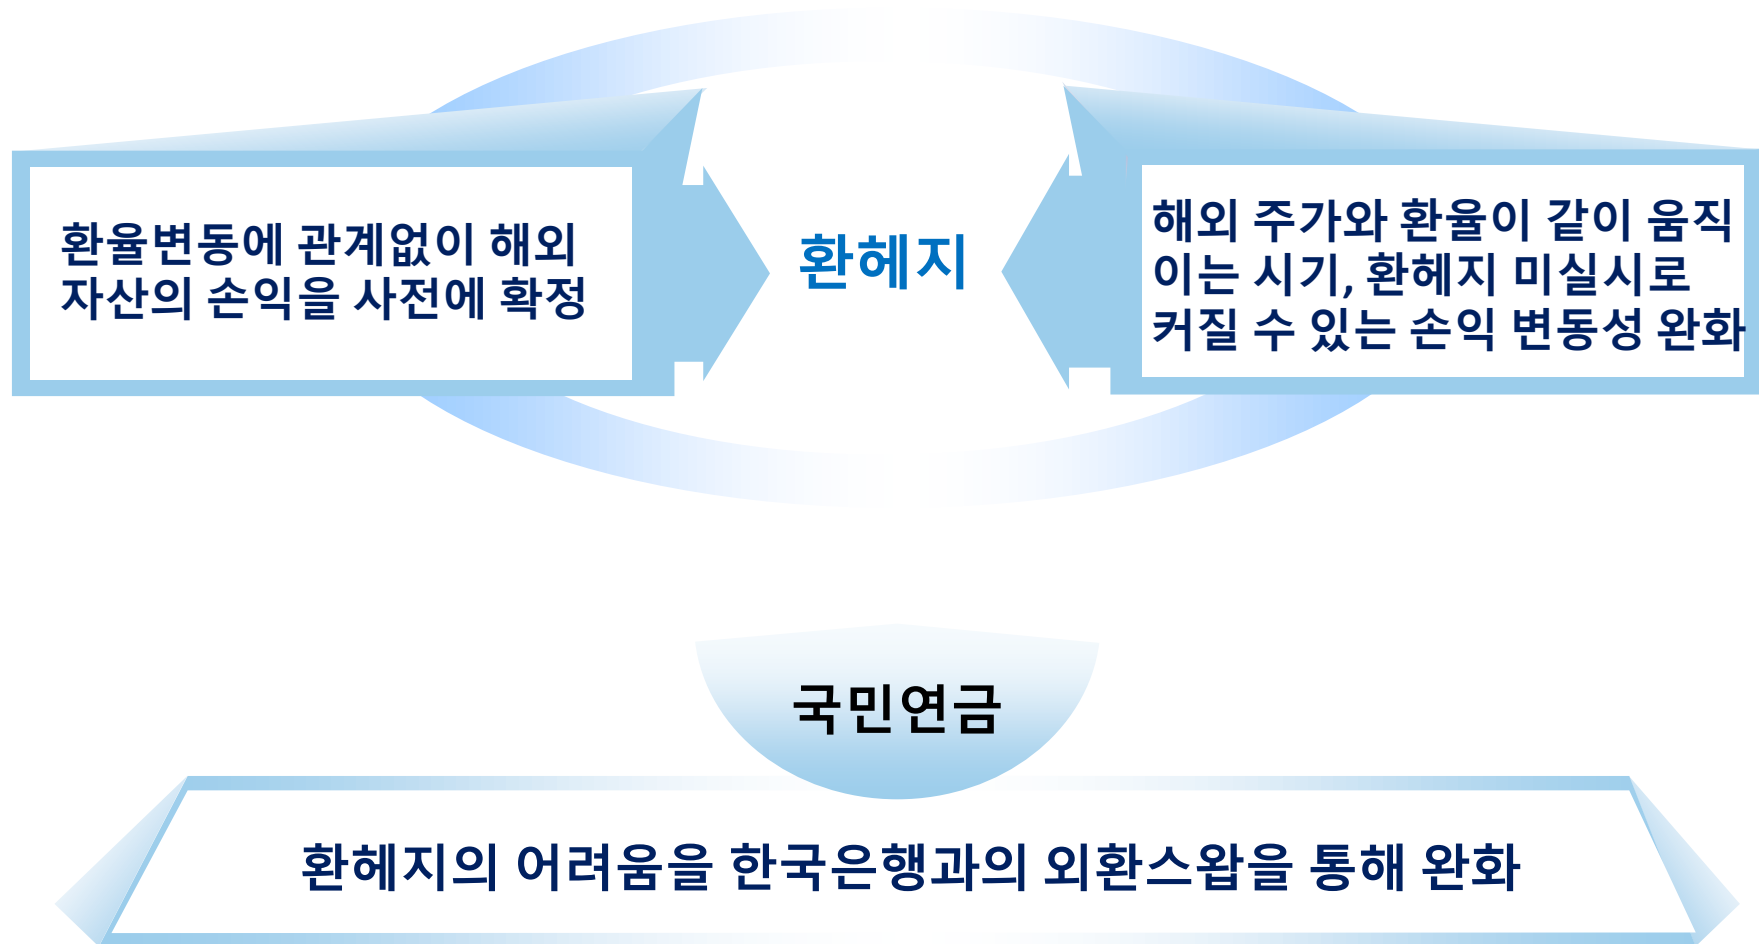 환율변동에 관계없이 해외
자산의 손익을 사전에 확정
환헤지
해외 주가와 환율이 같이 움직
이는 시기, 환헤지 미실시로
커질 수 있는 손익 변동성 완화
국민연금
환헤지의 어려움을 한국은행과의 외환스왑을 통해 완화